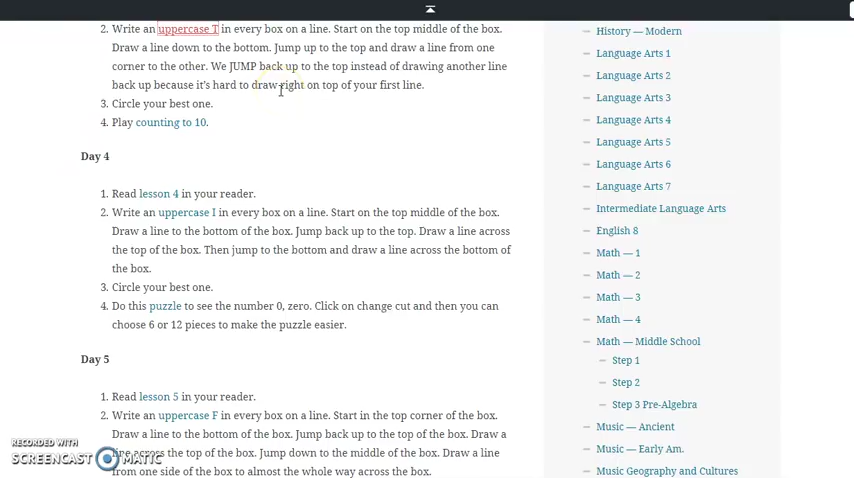 2. Write an uppercase T in every box on a line. Start on the top middle of the box.
Draw a line down to the bottom. Jump up to the top and draw a line from one
corner to the other. We JUMP back up to the top instead of drawing another line
back up because it's hard to draw right on top of your first line.
3. Circle your best one.
4. Play counting to 10.
Day 4
1. Read lesson 4 in your reader.
2. Write an uppercase I in every box on a line. Start on the top middle of the box.
Draw a line to the bottom of the box. Jump back up to the top. Draw a line across
the top of the box. Then jump to the bottom and draw a line across the bottom of
the box.
3. Circle your best one.
4. Do this puzzle to see the number 0, zero. Click on change cut and then you can
choose 6 or 12 pieces to make the puzzle easier.
Day 5
1. Read lesson 5 in your reader.
2. Write an uppercase F in every box on a line. Start in the top corner of the box.
Draw a line to the bottom of the box. Jump back up to the top of the box. Draw a
line across the top of the box. Jump down to the middle of the box. Draw a line
from one side of the box to almost the whole way across the box.
History — Modern
Language Arts 1
Language Arts 2
Language Arts 3
Language Arts 4
Language Arts 5
Language Arts 6
Language Arts 7
Intermediate Language Arts
English 8
Math — 1
Math — 2
Math — 3
Math — 4
Math — Middle School
Step 1
Step 2
Step 3 Pre-Algebra
Music — Ancient
Music — Early Am.
Music Geography and Cultures
RECORDED WITH
SCREENCAST MATIC